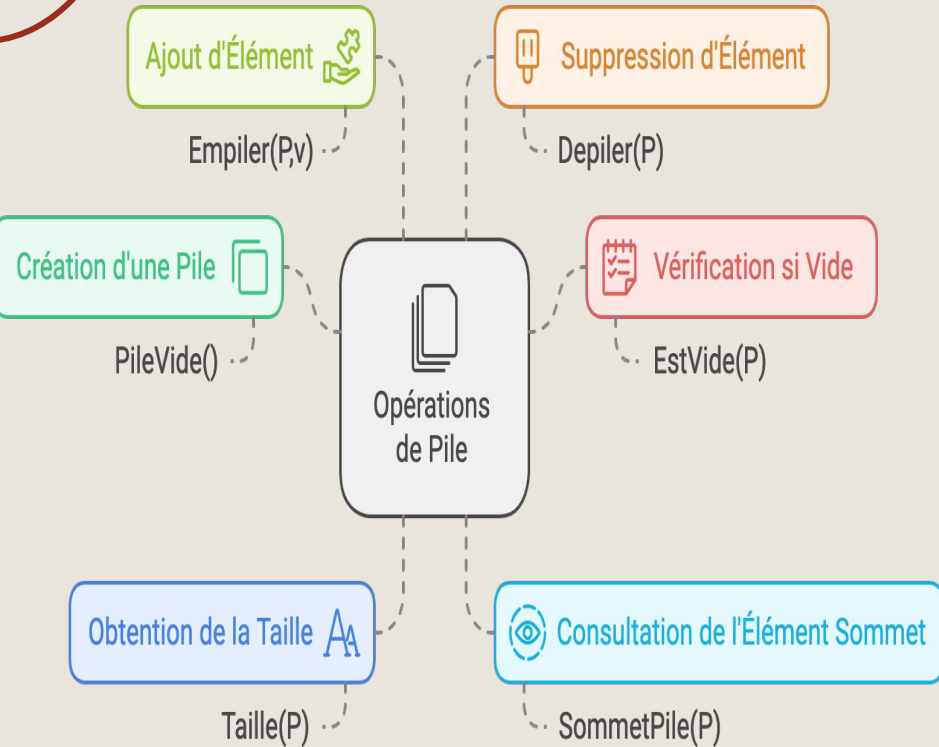 Ajout d'Élément
Suppression d'Élément
Empiler(P,v)
Depiler(P)
Création d'une Pile
Vérification si Vide
PileVide()
EstVide(P)
Opérations
de Pile
Obtention de la Taille
Consultation de l'Élément Sommet
Taille(P)
SommetPile(P)